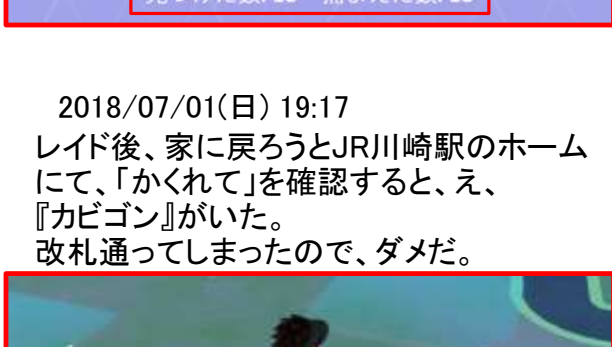 2018/07/01(日) 19:17
レイド後、家に戻ろうとJR川崎駅のホーム
にて、「かくれて」を確認すると、え、
『カビゴン』がいた。
改札通ってしまったので、ダメだ。